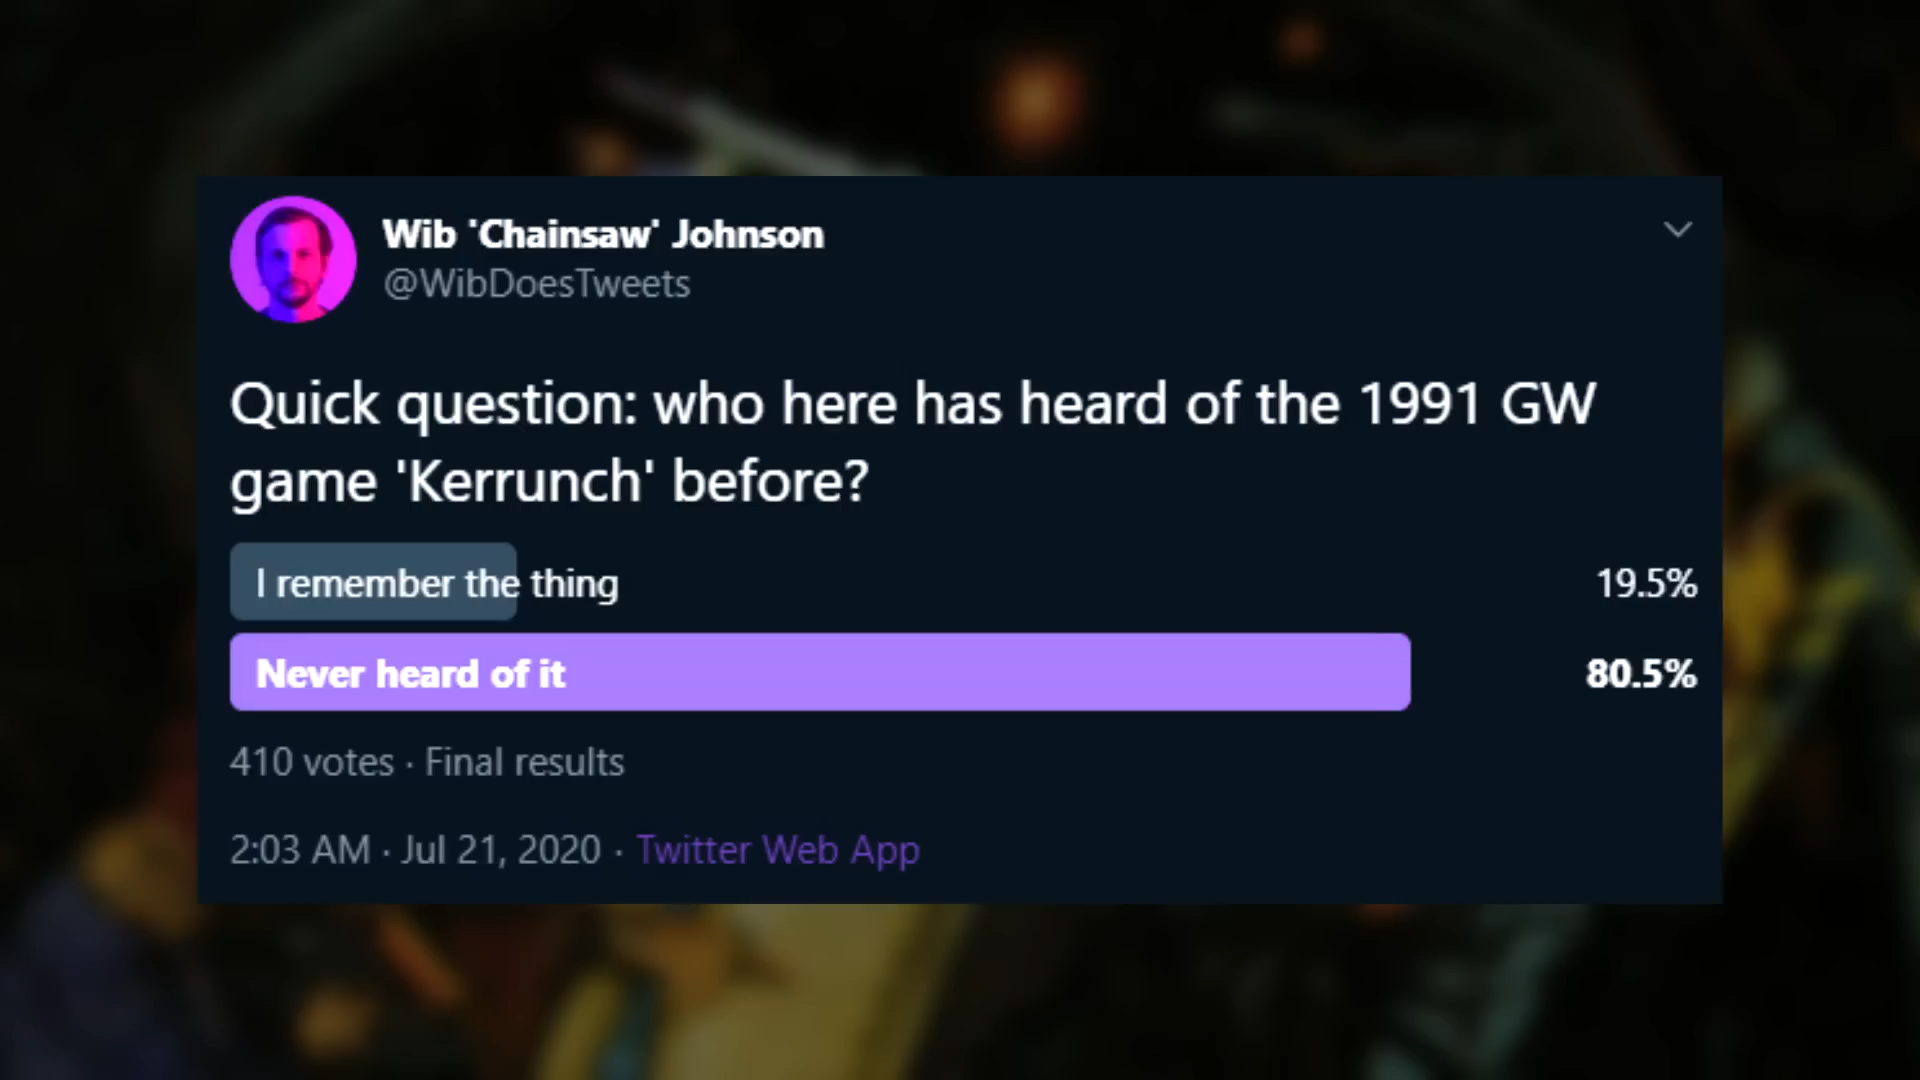 Wib 'Chainsaw' Johnson
@WibDoesTweets
Quick question: who here has heard of the 1991 GW
game 'Kerrunch' before?
I remember the thing 19.5%
Never heard of it 80.5%
410 votes · Final results
2:03 AM · Jul 21, 2020 · Twitter Web App